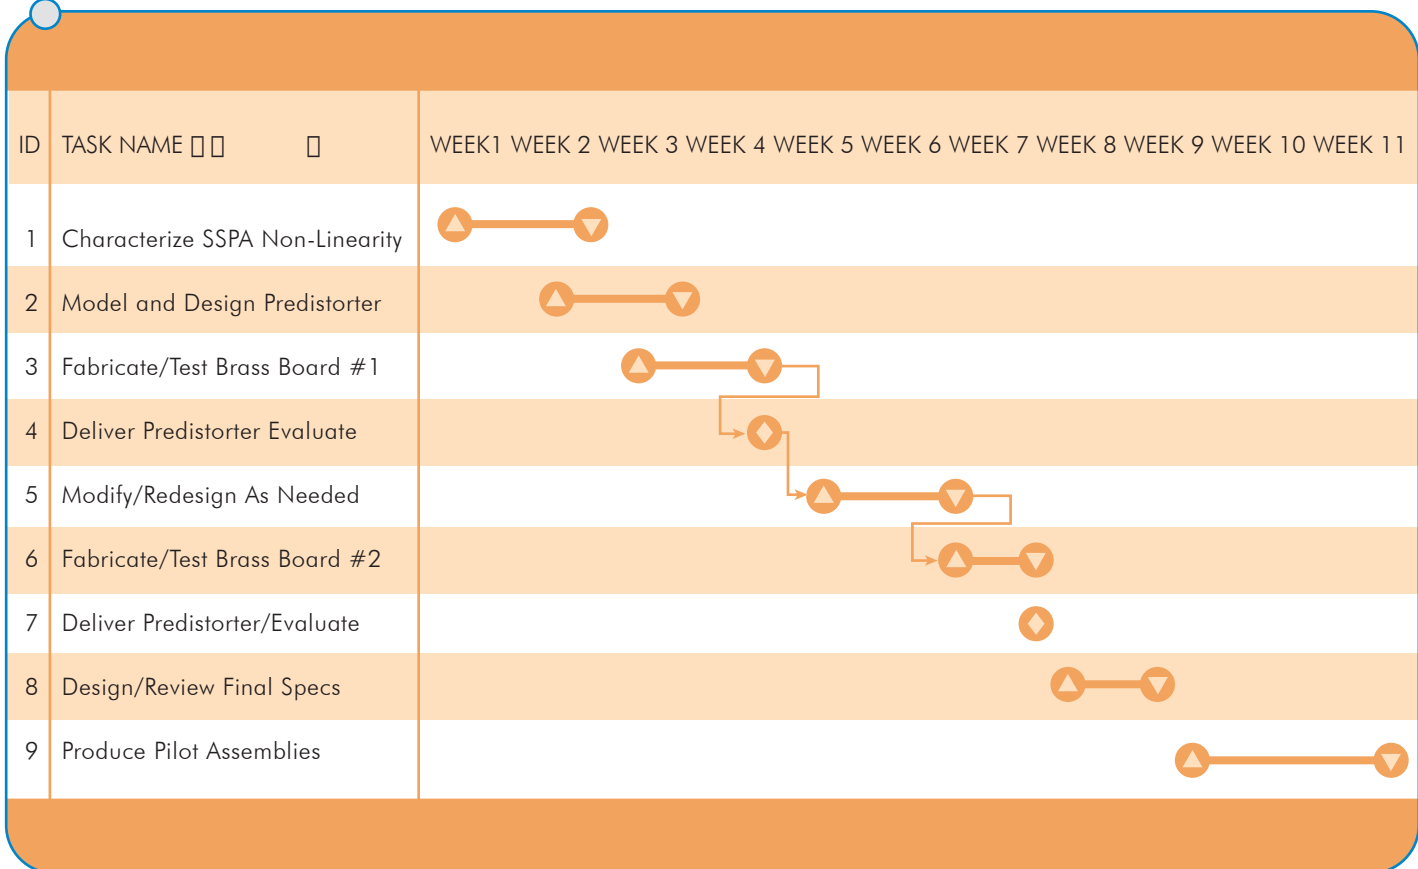 ID TASK NAME WEEK1 WEEK 2 WEEK 3 WEEK 4 WEEK 5 WEEK 6 WEEK 7 WEEK 8 WEEK 9 WEEK 10 WEEK 11
1 Characterize SSPA Non-Linearity
2 Model and Design Predistorter
3 Fabricate/Test Brass Board #1
4 Deliver Predistorter Evaluate
5 Modify/Redesign As Needed
6 Fabricate/Test Brass Board #2
7 Deliver Predistorter/Evaluate
8 Design/Review Final Specs
9 Produce Pilot Assemblies